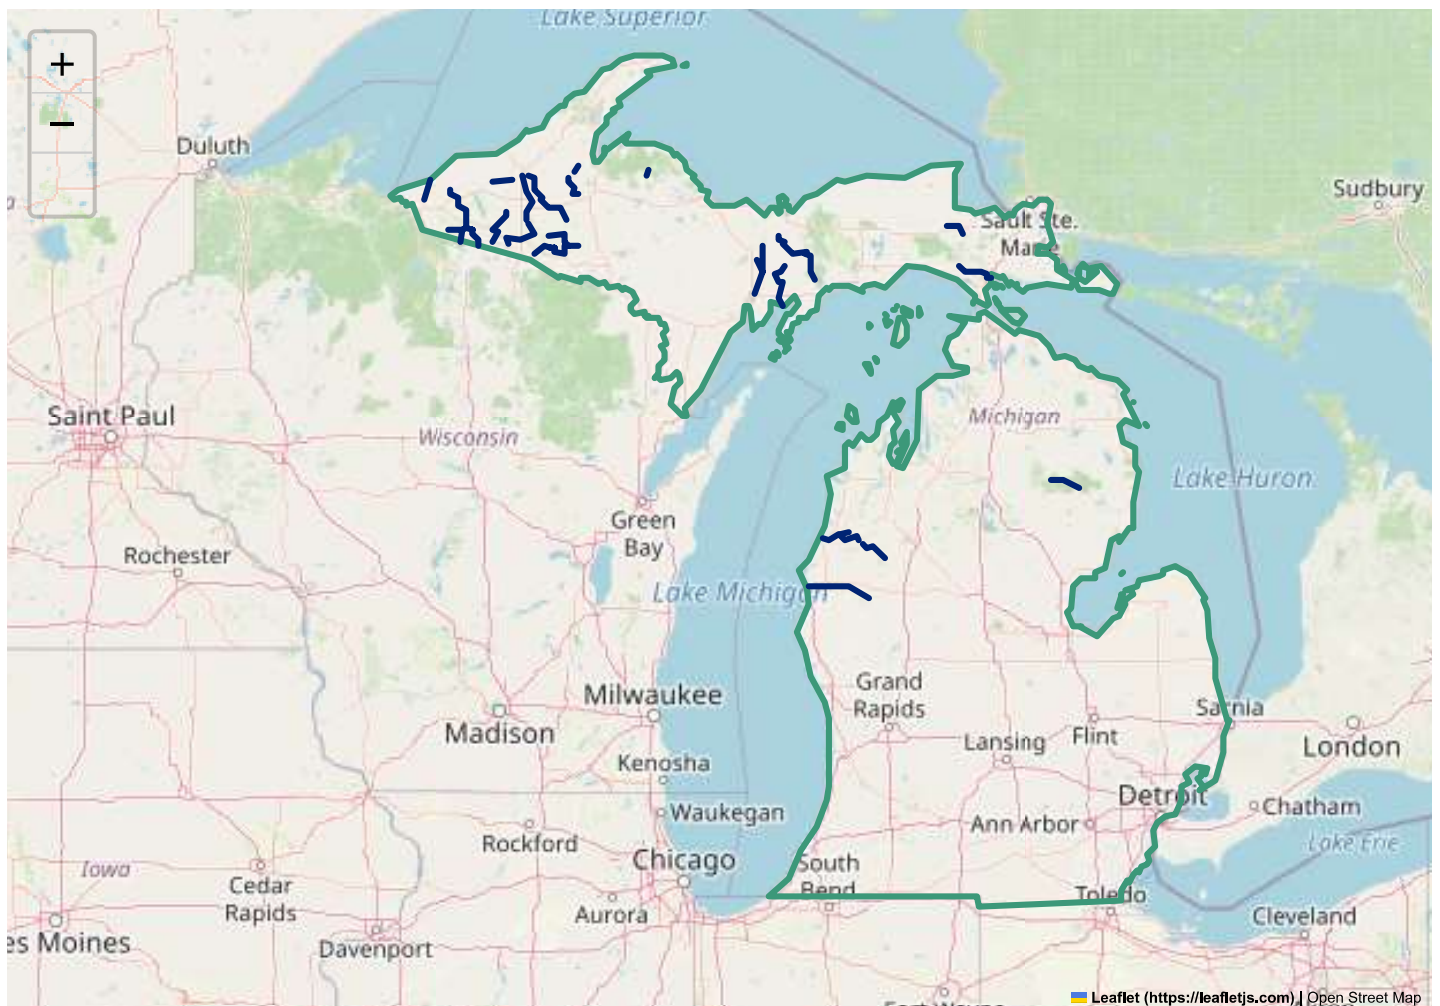 Lake Superior
+
−
Duluth
Sudbury
Sault Ste.
Marie
Saint Paul
Wisconsin
Michigan
Lake Huron
Green
Bay
Rochester
Lake Michigan
Grand
Rapids
Milwaukee
Madison
Sarnia
Lansing
Flint
London
Kenosha
Detroit
Chatham
Waukegan
Ann Arbor
Rockford
Lake Erie
Chicago
South
Bend
Iowa
Cedar
Rapids
Aurora
Toledo
Cleveland
es Moines
Davenport
Fort Wayne
Leaflet (https://leafletjs.com) | Open Street Map